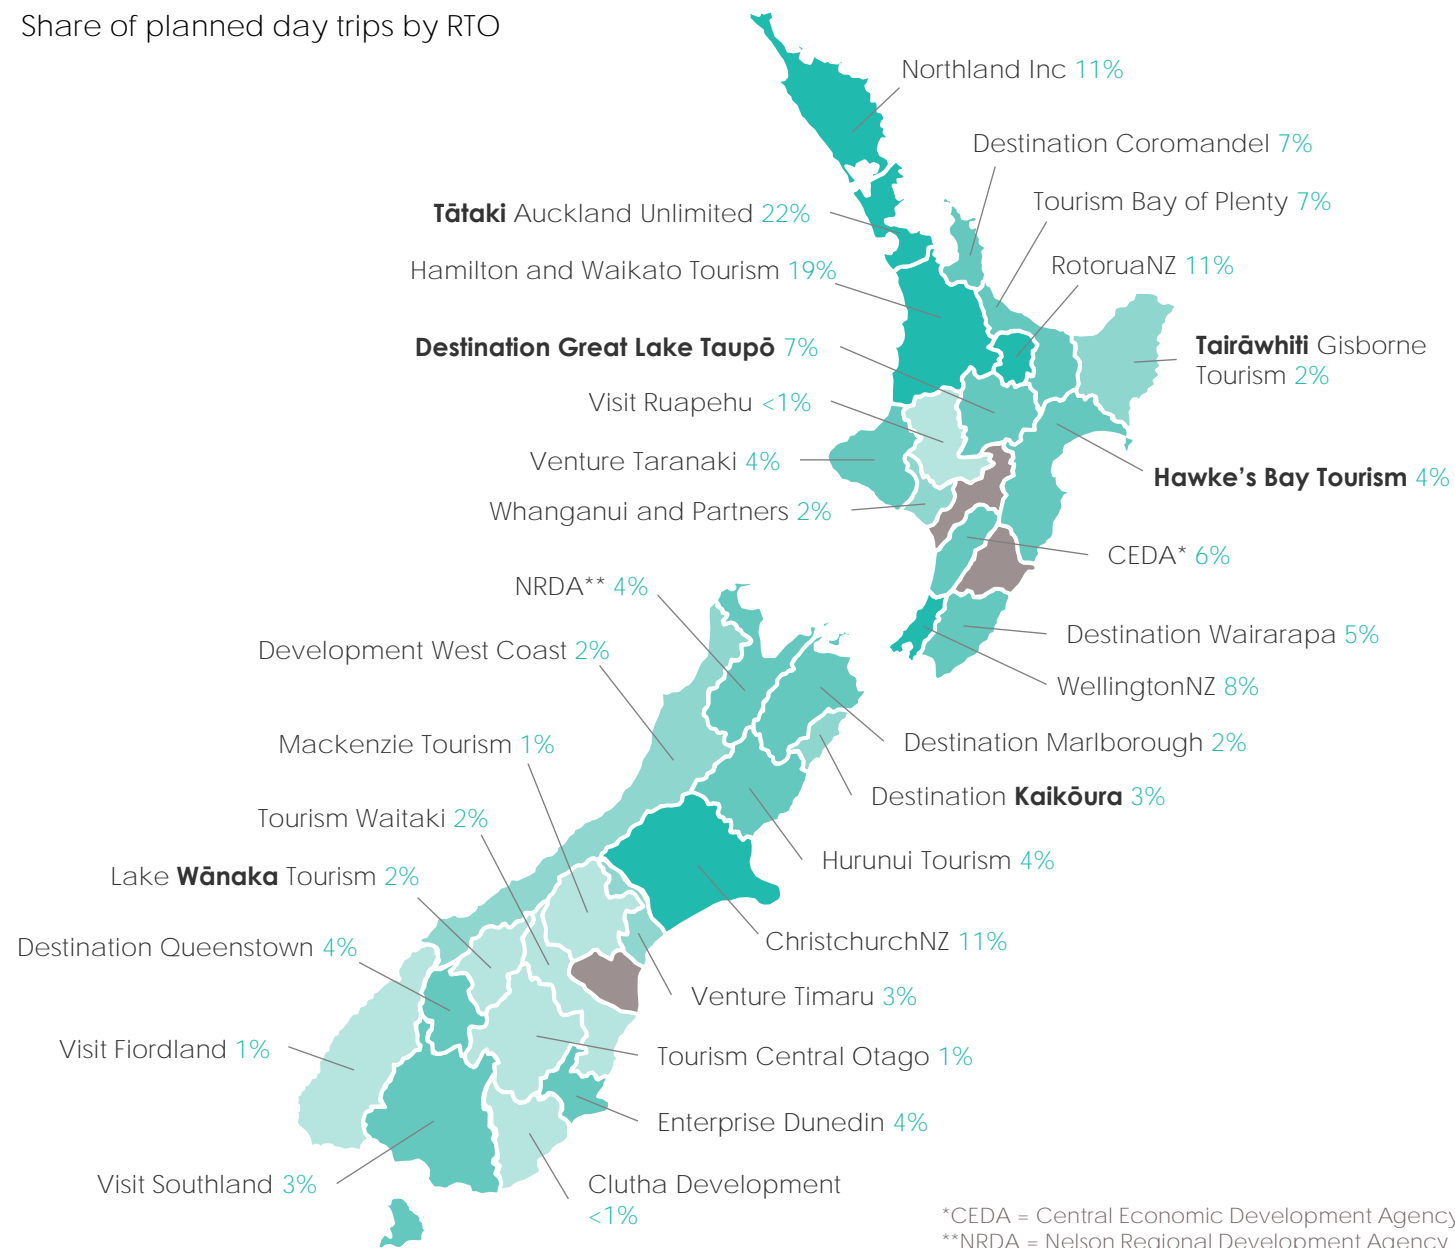 Share of planned day trips by RTO
Northland Inc 11%
Destination Coromandel 7%
Tourism Bay of Plenty 7%
Tātaki Auckland Unlimited 22%
RotoruaNZ 11%
Hamilton and Waikato Tourism 19%
Destination Great Lake Taupō 7%
Tairāwhiti Gisborne
Tourism 2%
Visit Ruapehu <1%
Venture Taranaki 4%
Hawke's Bay Tourism 4%
Whanganui and Partners 2%
CEDA* 6%
NRDA** 4%
Destination Wairarapa 5%
Development West Coast 2%
WellingtonNZ 8%
Mackenzie Tourism 1%
Destination Marlborough 2%
Destination Kaikōura 3%
Tourism Waitaki 2%
Hurunui Tourism 4%
Lake Wānaka Tourism 2%
Destination Queenstown 4%
ChristchurchNZ 11%
Venture Timaru 3%
Visit Fiordland 1%
Tourism Central Otago 1%
Enterprise Dunedin 4%
Visit Southland 3%
Clutha Development
<1%
*CEDA = Central Economic Development Agency
**NRDA = Nelson Regional Development Agency